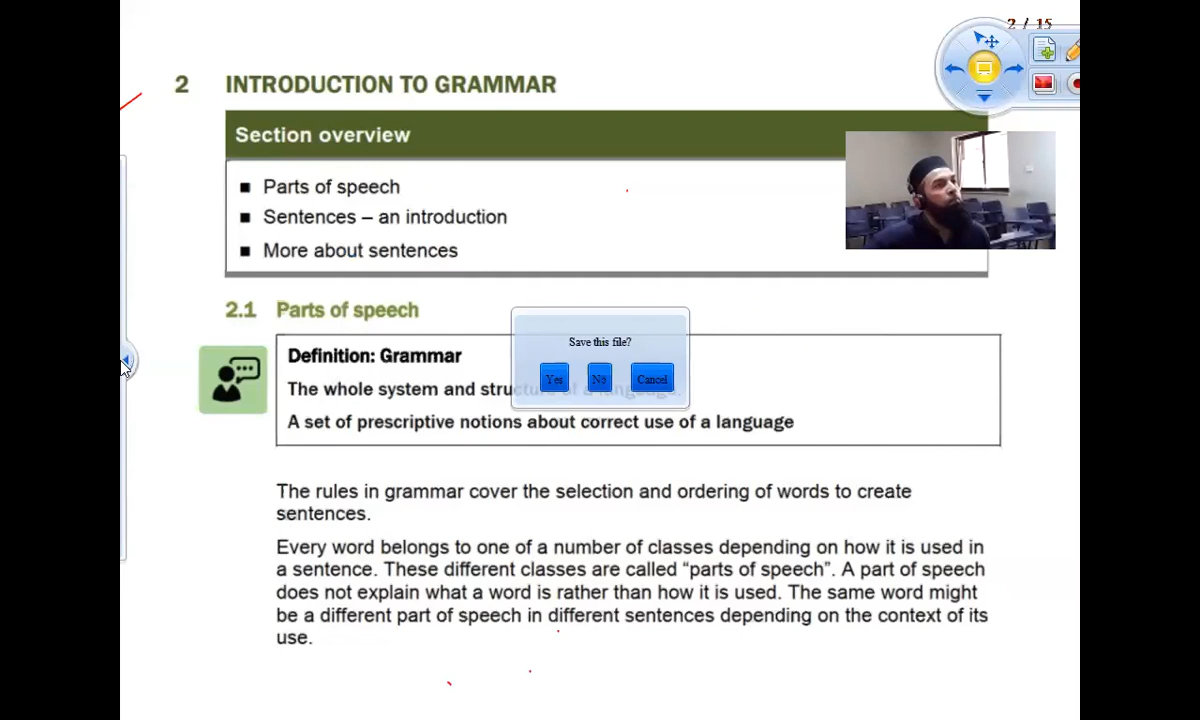 2 / 15
2 INTRODUCTION TO GRAMMAR
Section overview
■ Parts of speech
■ Sentences – an introduction
■ More about sentences
2.1 Parts of speech
Save this file?
Yes No Cancel
Definition: Grammar
The whole system and structure of a language.
A set of prescriptive notions about correct use of a language
The rules in grammar cover the selection and ordering of words to create
sentences.
Every word belongs to one of a number of classes depending on how it is used in
a sentence. These different classes are called “parts of speech”. A part of speech
does not explain what a word is rather than how it is used. The same word might
be a different part of speech in different sentences depending on the context of its
use.